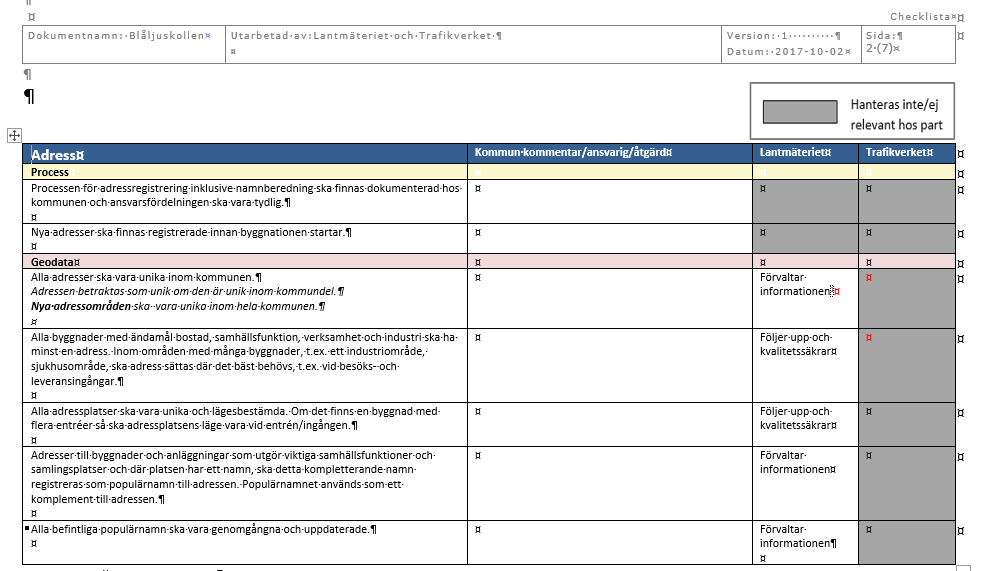 Checklista
Dokumentnamn: Blåljuskollen
Utarbetad av:Lantmäteriet och Trafikverket
Version: 1
Datum: 2017-10-02
Sida:
2 (7)
Hanteras inte/ej
relevant hos part
Adress
Kommun kommentar/ansvarig/åtgärd
Lantmäteriet
Trafikverket
Process
Processen för adressregistrering inklusive namnberedning ska finnas dokumenterad hos
kommunen och ansvarsfördelningen ska vara tydlig.
Nya adresser ska finnas registrerade innan byggnationen startar.
Geodata
Alla adresser ska vara unika inom kommunen.
Adressen betraktas som unik om den är unik inom kommundel.
Nya adressområden ska vara unika inom hela kommunen.
Förvaltar
informationen
Alla byggnader med ändamål bostad, samhällsfunktion, verksamhet och industri ska ha
minst en adress. Inom områden med många byggnader, t.ex. ett industriområde,
sjukhusområde, ska adress sättas där det bäst behövs, t.ex. vid besöks- och
leveransingångar.
Följer upp och
kvalitetssäkrar
Alla adressplatser ska vara unika och lägesbestämda. Om det finns en byggnad med
flera entréer så ska adressplatsens läge vara vid entrén/ingången.
Följer upp och
kvalitetssäkrar
Adresser till byggnader och anläggningar som utgör viktiga samhällsfunktioner och
samlingsplatser och där platsen har ett namn, ska detta kompletterande namn
registreras som populärnamn till adressen. Populärnamnet används som ett
komplement till adressen.
Förvaltar
informationen
Alla befintliga populärnamn ska vara genomgångna och uppdaterade.
Förvaltar
informationen